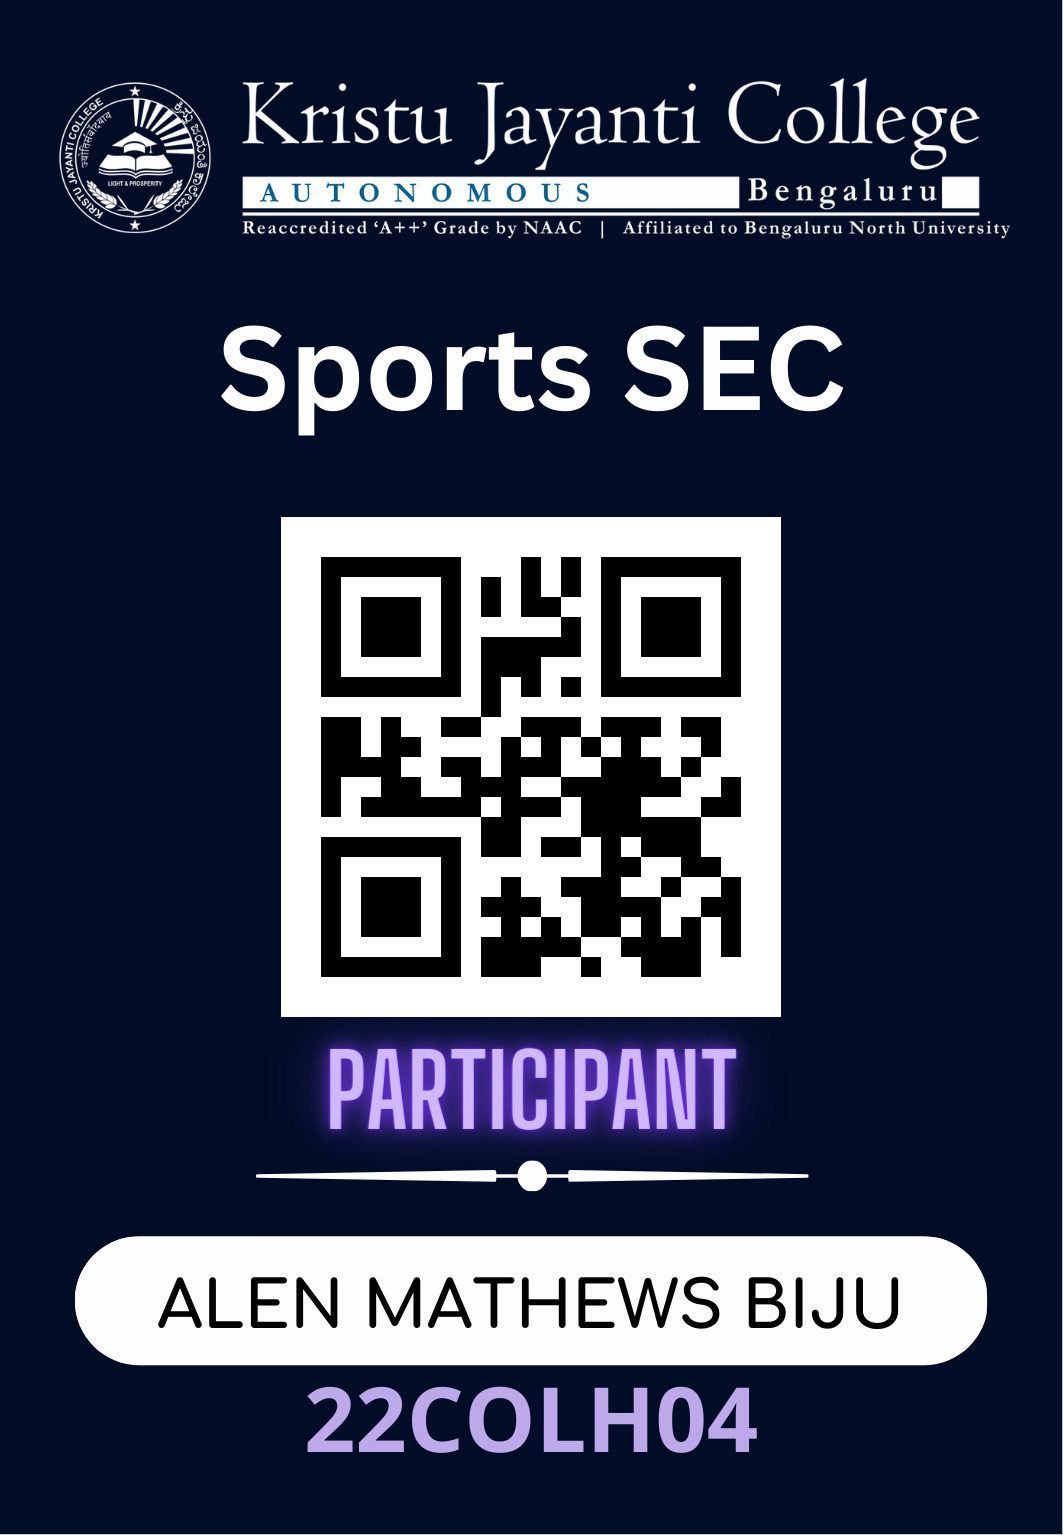 KRISTU JAYANTI COLLEGE
ಕ್ರಿಸ್ತು ಜಯಂತಿ ಕಾಲೇಜು
LIGHT & PROSPERITY
Kristu Jayanti College
AUTONOMOUS Bengaluru
Reaccredited ‘A++’ Grade by NAAC | Affiliated to Bengaluru North University
Sports SEC
PARTICIPANT
ALEN MATHEWS BIJU
22COLH04